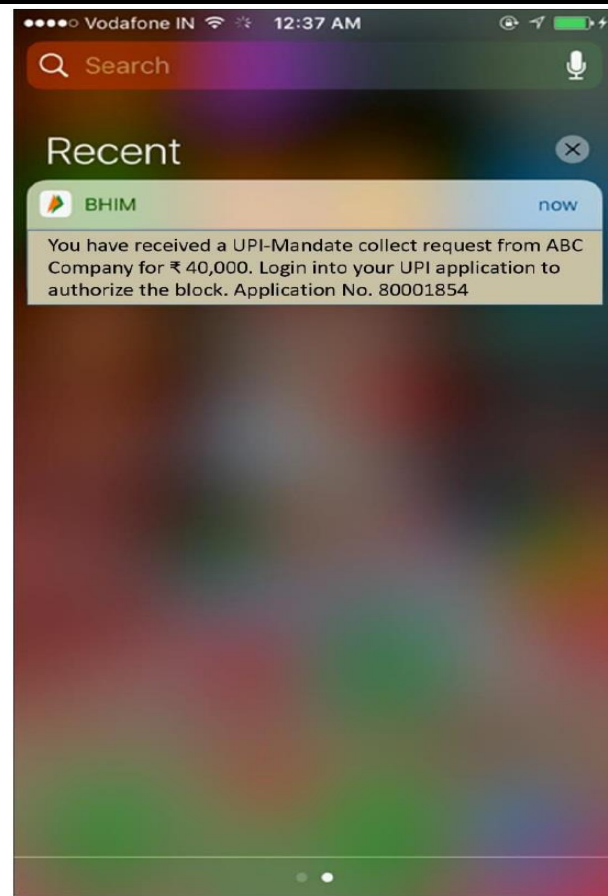 Vodafone IN 12:37 AM
Search
Recent
BHIM now
You have received a UPI-Mandate collect request from ABC
Company for ₹ 40,000. Login into your UPI application to
authorize the block. Application No. 80001854